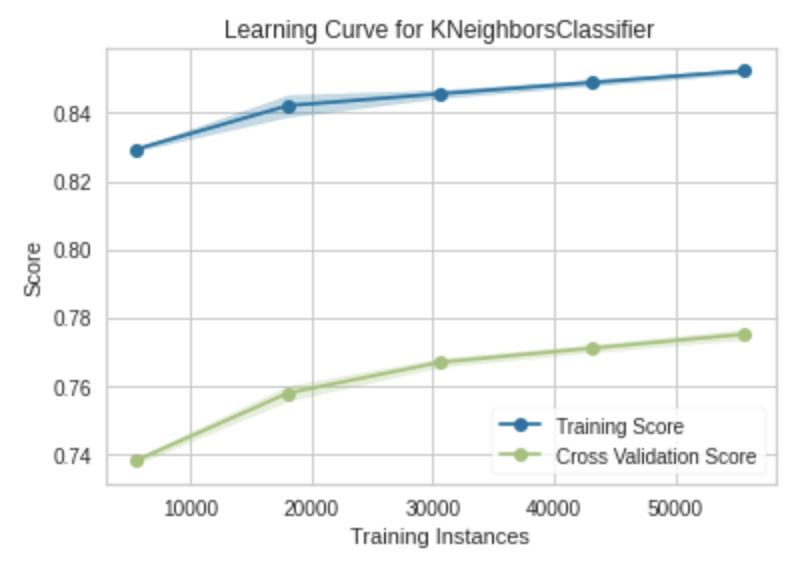 Learning Curve for KNeighborsClassifier
0.84
0.82
0.80
0.78
0.76
0.74
Score
Training Score
Cross Validation Score
10000 20000 30000 40000 50000
Training Instances